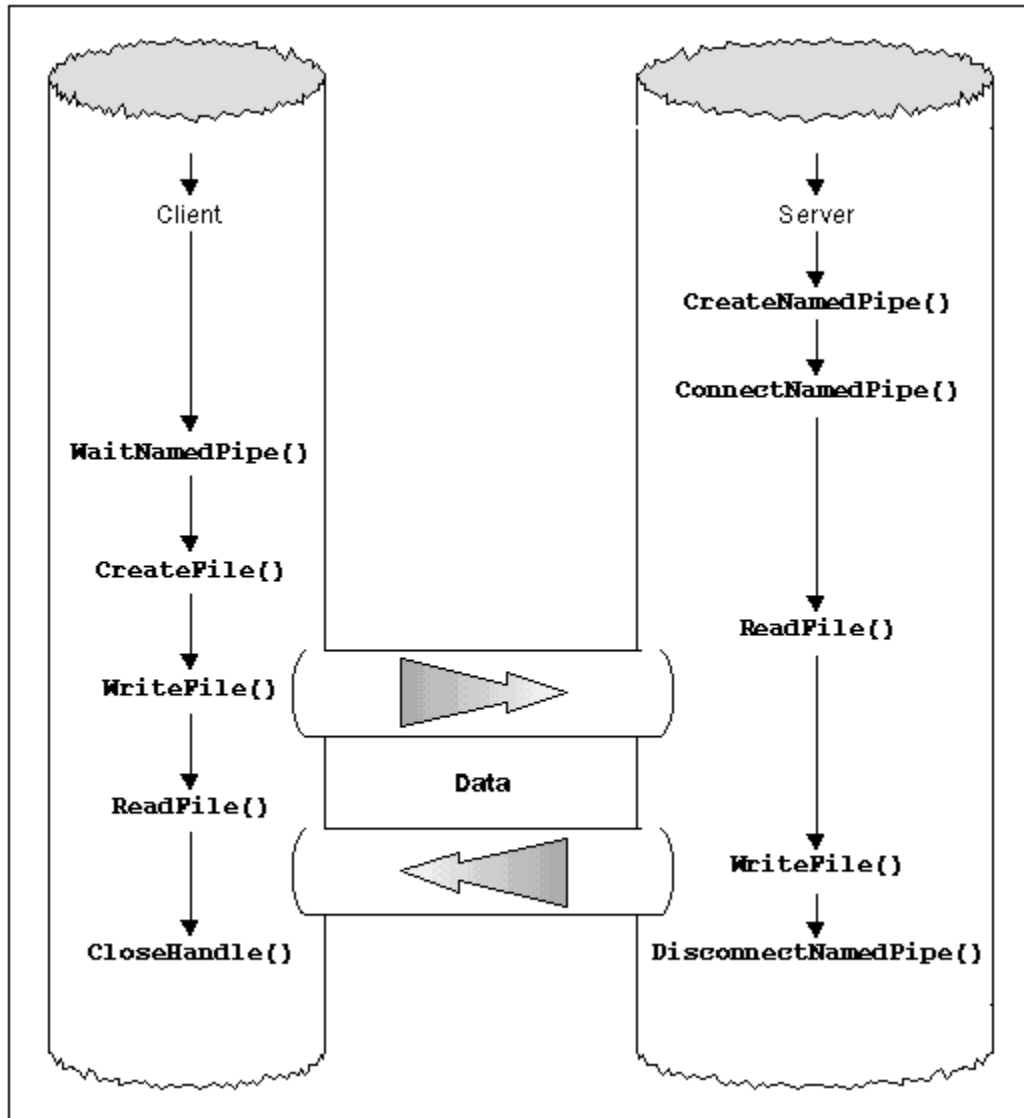 Client
WaitNamedPipe()
CreateFile()
WriteFile()
ReadFile()
CloseHandle()
Data
Server
CreateNamedPipe()
ConnectNamedPipe()
ReadFile()
WriteFile()
DisconnectNamedPipe()